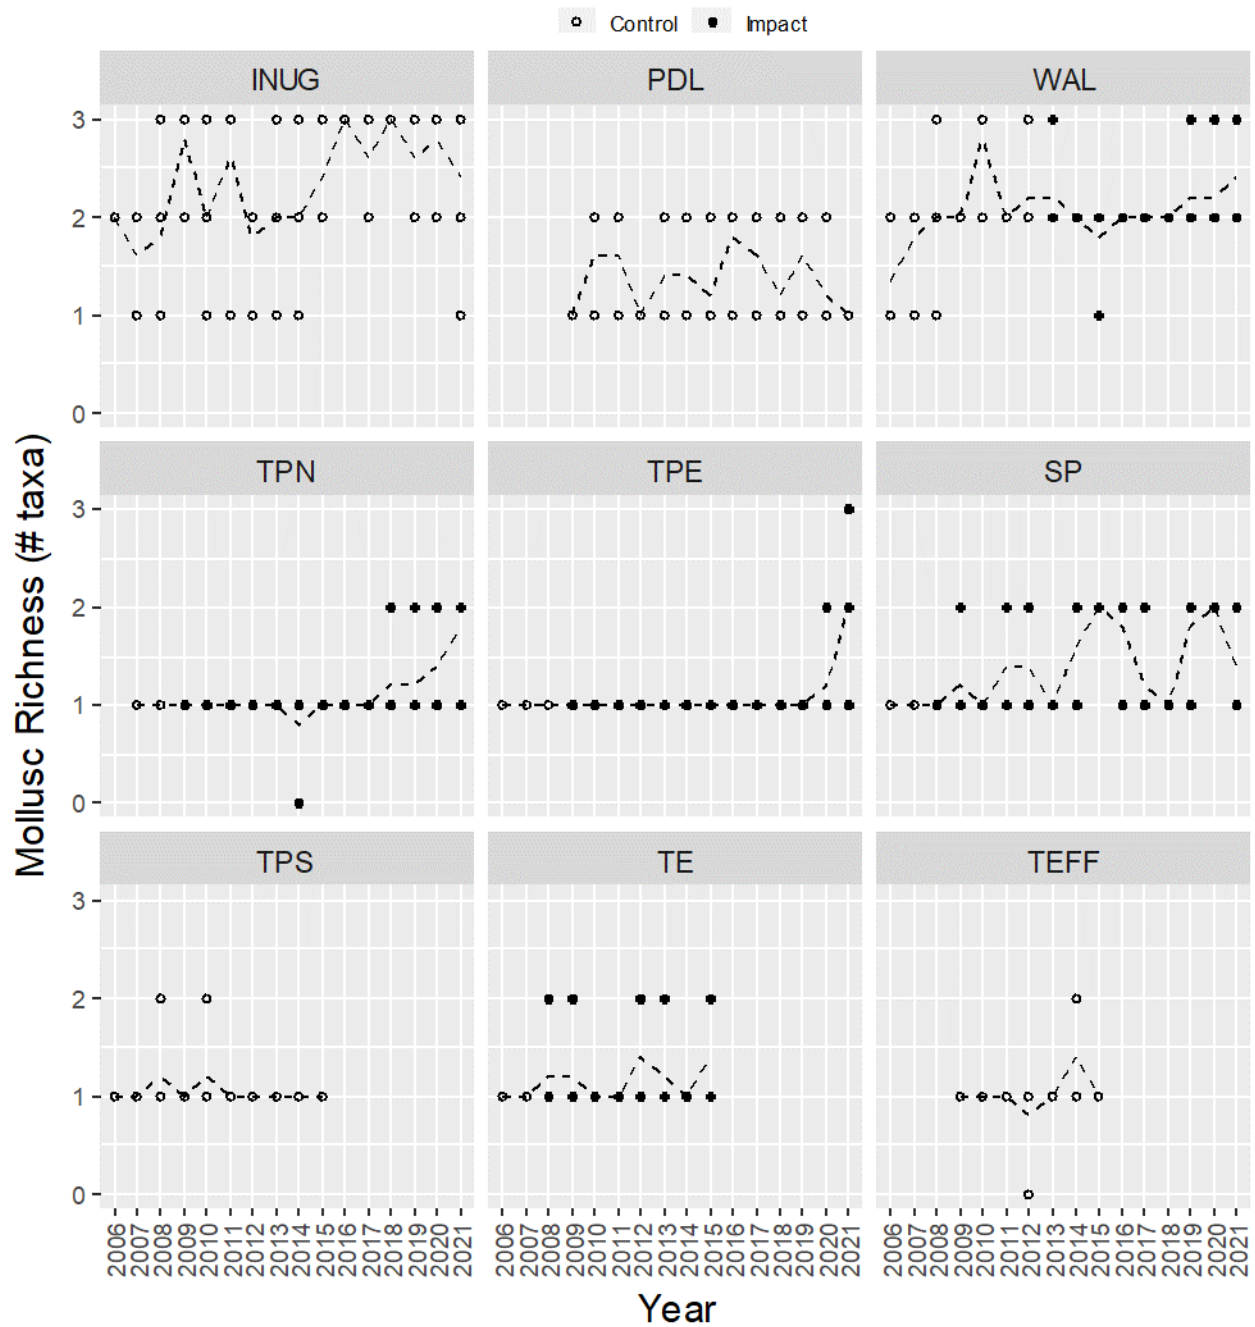 Control Impact
INUG PDL WAL
3
2
1
0
TPN TPE SP
3
2
1
0
TPS TE TEFF
3
2
1
0
Mollusc Richness (# taxa)
2006 2007 2008 2009 2010 2011 2012 2013 2014 2015 2016 2017 2018 2019 2020 2021 2006 2007 2008 2009 2010 2011 2012 2013 2014 2015 2016 2017 2018 2019 2020 2021 2006 2007 2008 2009 2010 2011 2012 2013 2014 2015 2016 2017 2018 2019 2020 2021
Year